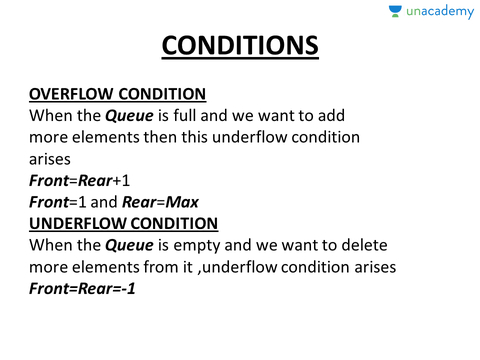 unacademy
CONDITIONS
OVERFLOW CONDITION
When the Queue is full and we want to add
more elements then this underflow condition
arises
Front=Rear+1
Front=1 and Rear=Max
UNDERFLOW CONDITION
When the Queue is empty and we want to delete
more elements from it ,underflow condition arises
Front=Rear=-1